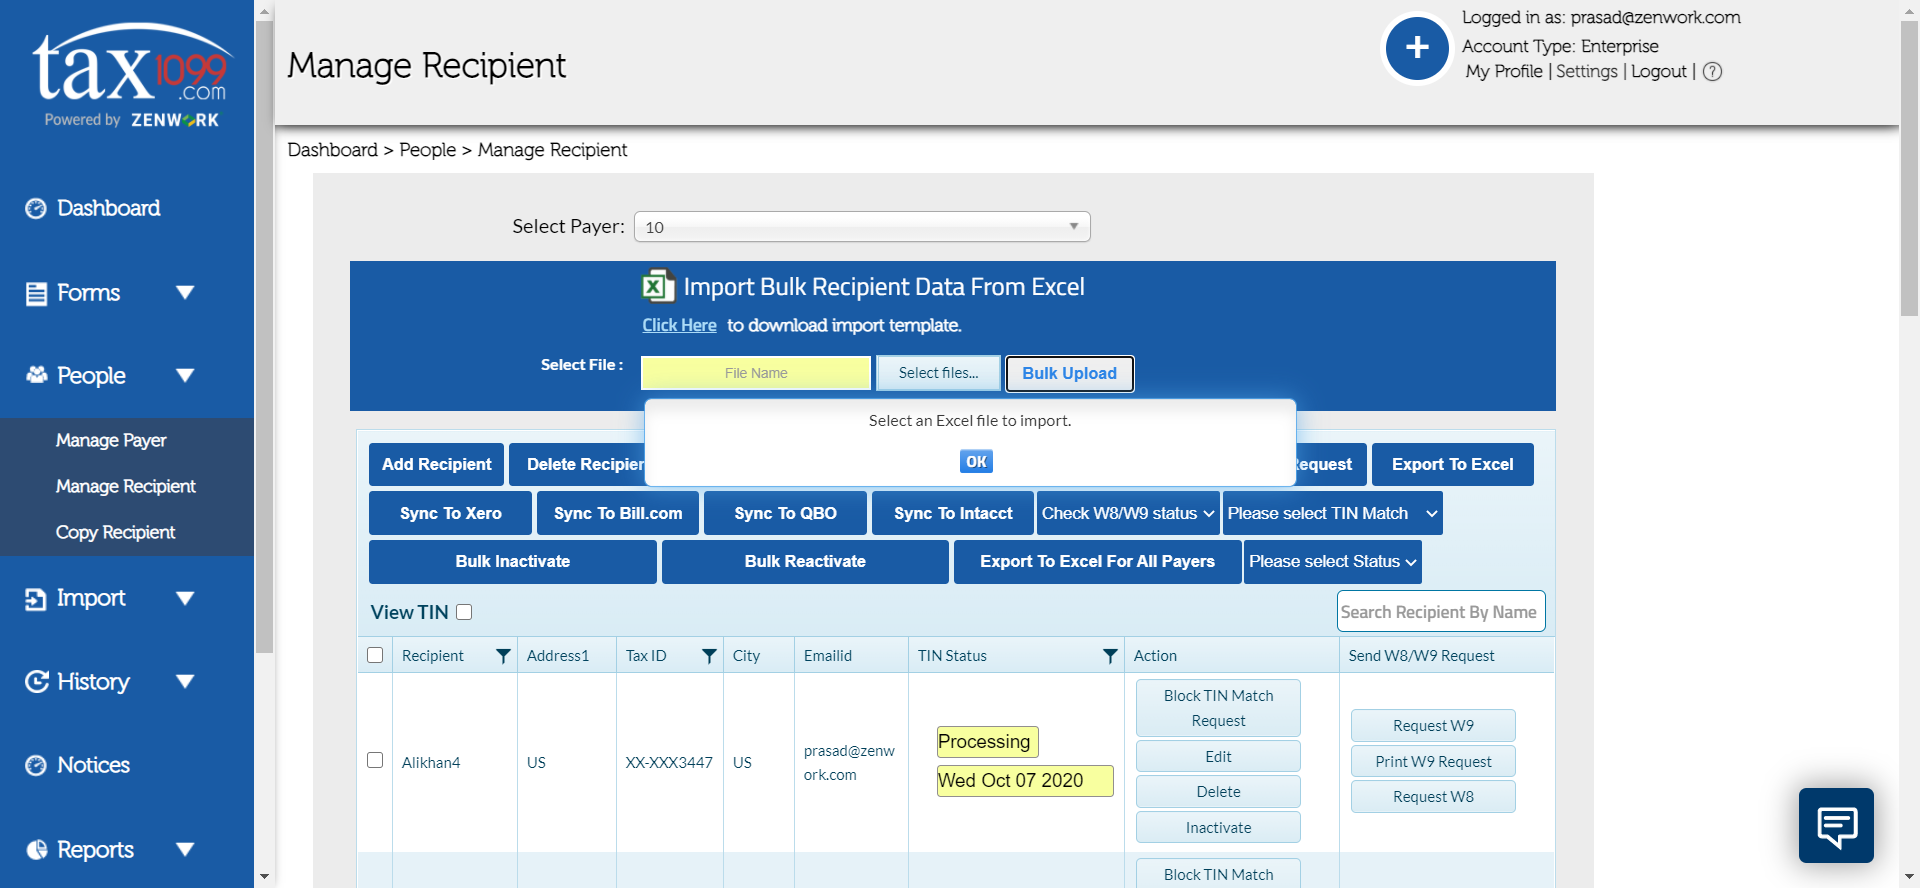 tax1099
.com
Powered by ZENWORK
Dashboard
Forms
People
Manage Payer
Manage Recipient
Copy Recipient
Import
History
Notices
Reports
Manage Recipient
+
Logged in as: prasad@zenwork.com
Account Type: Enterprise
My Profile | Settings | Logout | ?
Dashboard > People > Manage Recipient
Select Payer: 10
Import Bulk Recipient Data From Excel
Click Here to download import template.
Select File : File Name Select files... Bulk Upload
Select an Excel file to import.
OK
Add Recipient Delete Recipien equest Export To Excel
Sync To Xero Sync To Bill.com Sync To QBO Sync To Intacct Check W8/W9 status Please select TIN Match
Bulk Inactivate Bulk Reactivate Export To Excel For All Payers Please select Status
View TIN Search Recipient By Name
Recipient Address1 Tax ID City Emailid TIN Status Action Send W8/W9 Request
Alikhan4 US XX-XXX3447 US
prasad@zenw
ork.com
Processing
Wed Oct 07 2020
Block TIN Match
Request
Edit
Delete
Inactivate
Request W9
Print W9 Request
Request W8
Block TIN Match